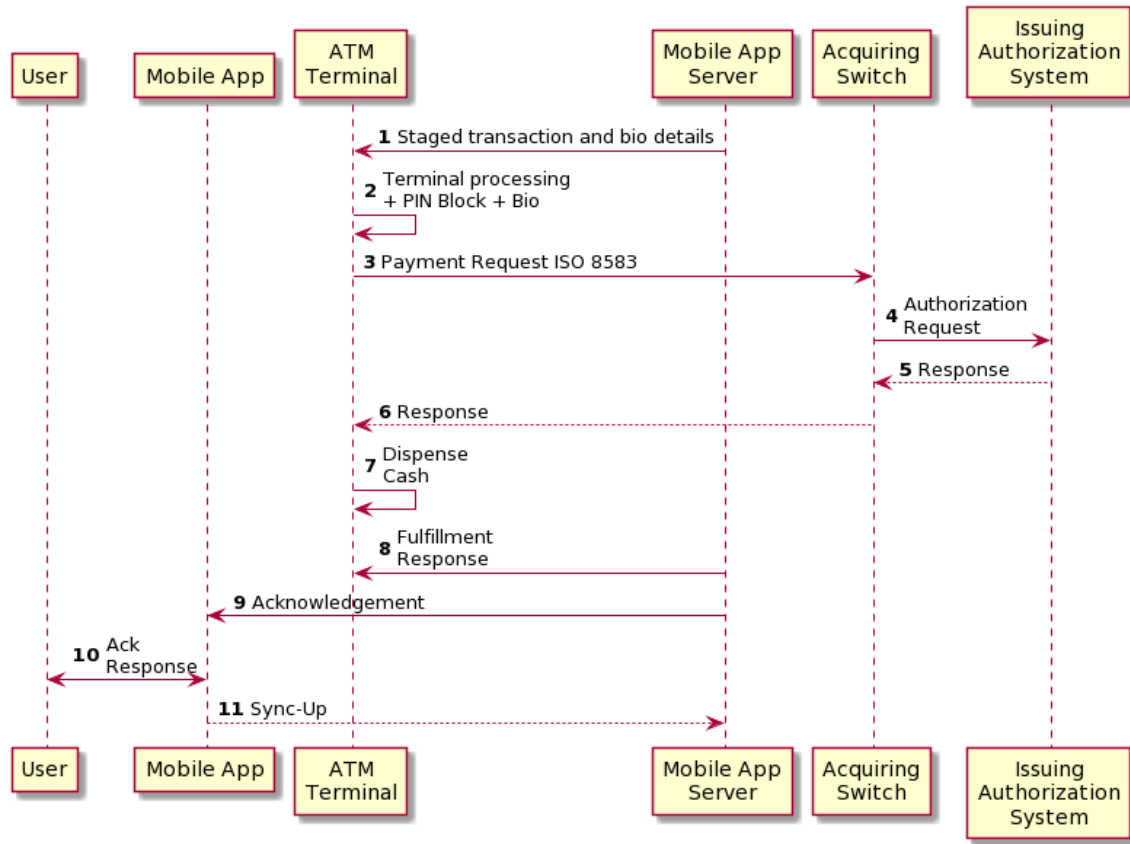 User
Mobile App
ATM
Terminal
Mobile App
Server
Acquiring
Switch
Issuing
Authorization
System
1 Staged transaction and bio details
2 Terminal processing
+ PIN Block + Bio
3 Payment Request ISO 8583
4 Authorization
Request
5 Response
6 Response
7 Dispense
Cash
8 Fulfillment
Response
9 Acknowledgement
10 Ack
Response
11 Sync-Up
User
Mobile App
ATM
Terminal
Mobile App
Server
Acquiring
Switch
Issuing
Authorization
System